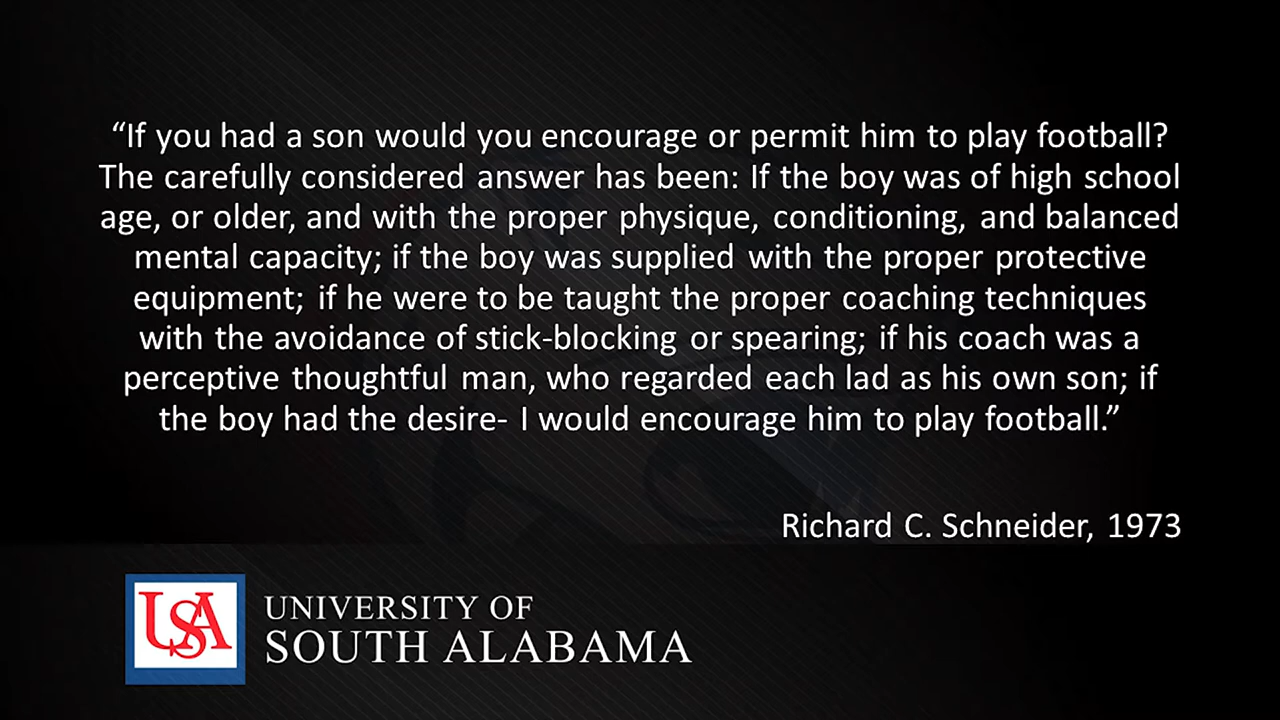 “If you had a son would you encourage or permit him to play football?
The carefully considered answer has been: If the boy was of high school
age, or older, and with the proper physique, conditioning, and balanced
mental capacity; if the boy was supplied with the proper protective
equipment; if he were to be taught the proper coaching techniques
with the avoidance of stick-blocking or spearing; if his coach was a
perceptive thoughtful man, who regarded each lad as his own son; if
the boy had the desire- I would encourage him to play football.”
Richard C. Schneider, 1973
USA
UNIVERSITY OF
SOUTH ALABAMA